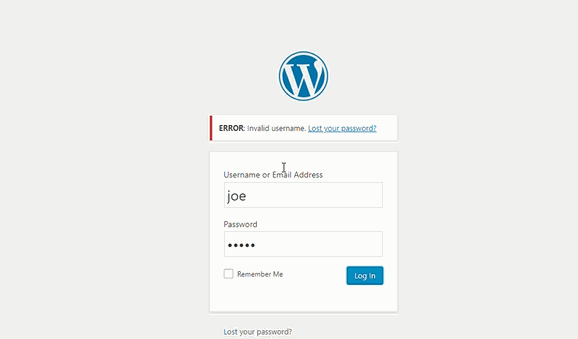 ERROR: Invalid username. Lost your password?
Username or Email Address
joe
Password
•••••
Remember Me
Log In
Lost your password?